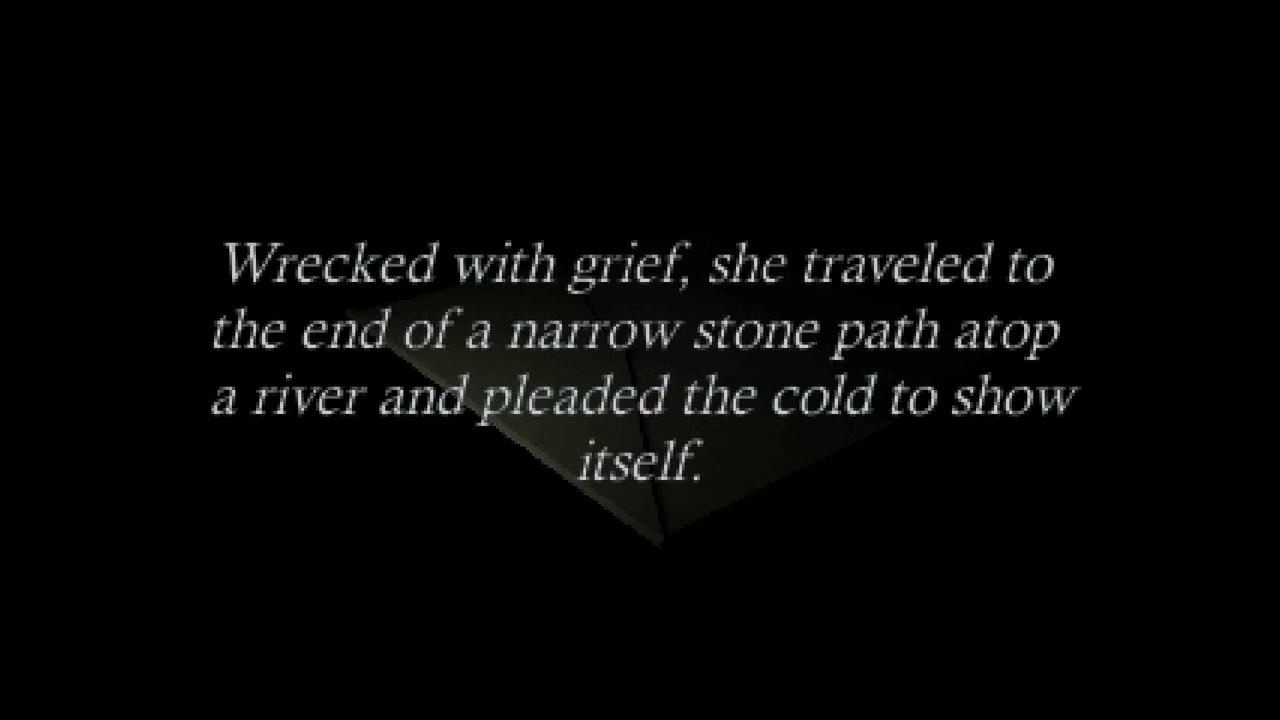 Wrecked with grief, she traveled to
the end of a narrow stone path atop
a river and pleaded the cold to show
itself.